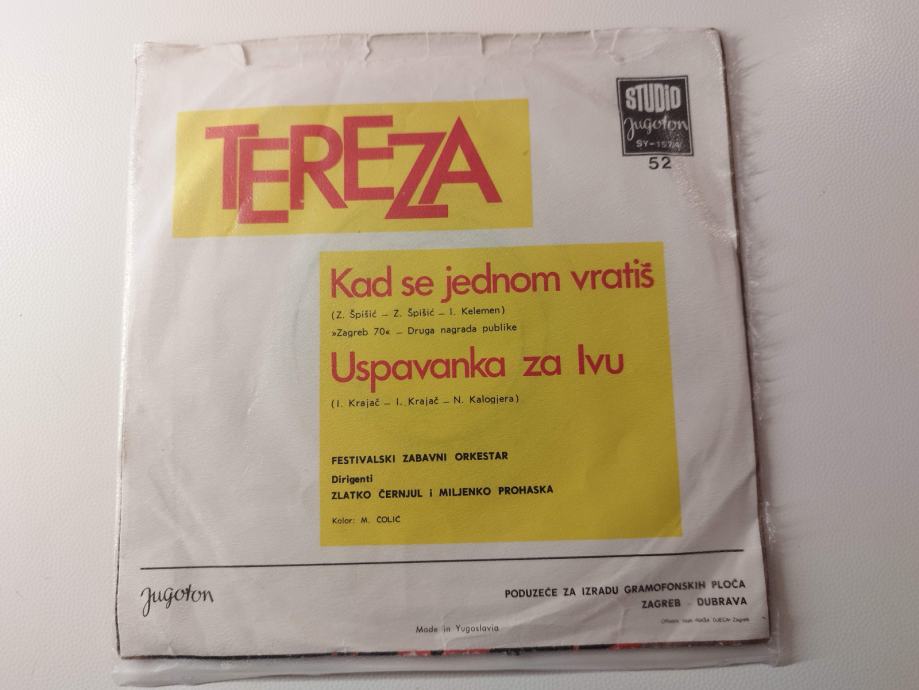 TEREZA
STUDIO
Jugoton
SY-1574
52
Kad se jednom vratiš
(Z. Špišić – Z. Špišić – I. Kelemen)
»Zagreb 70« – Druga nagrada publike
Uspavanka za Ivu
(I. Krajač – I. Krajač – N. Kalogjera)
FESTIVALSKI ZABAVNI ORKESTAR
Dirigenti
ZLATKO ČERNJUL i MILJENKO PROHASKA
Kolor: M. ČOLIĆ
Jugoton
PODUZEĆE ZA IZRADU GRAMOFONSKIH PLOČA
ZAGREB - DUBRAVA
Made in Yugoslavia